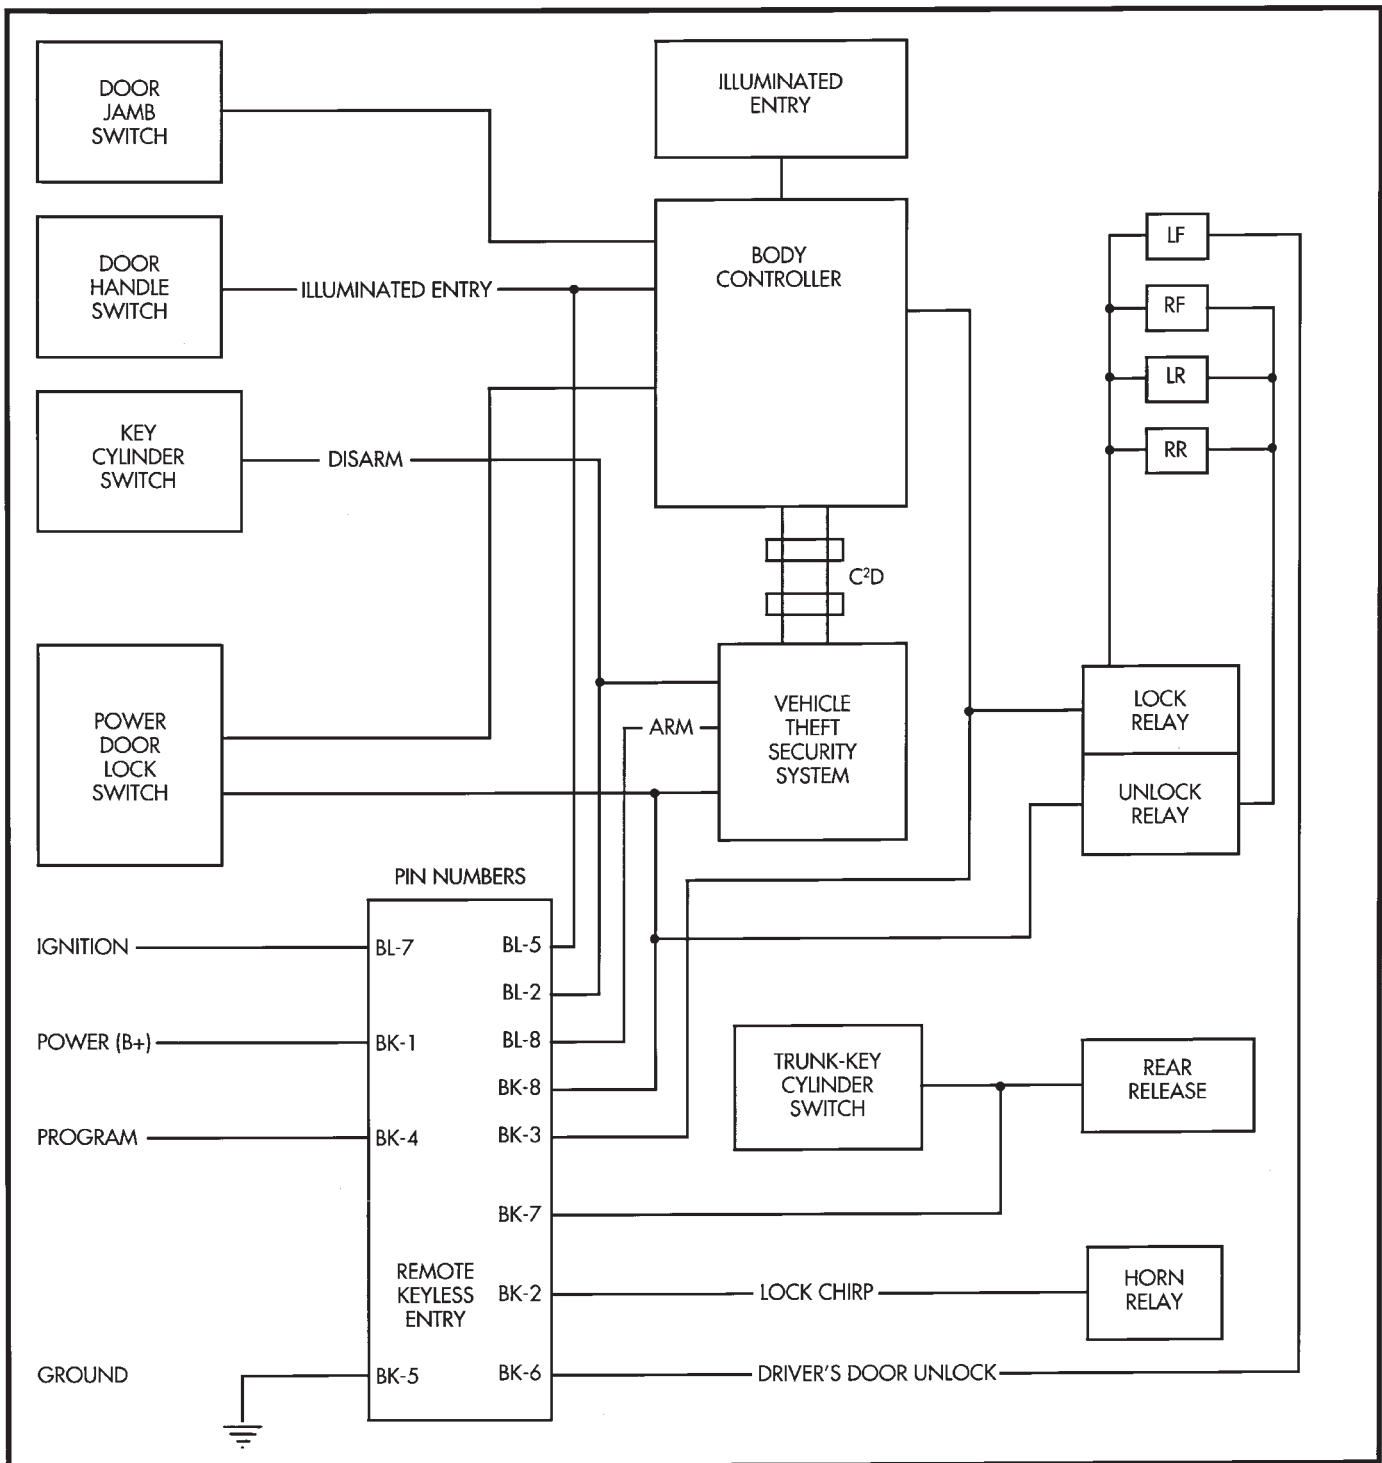 DOOR
JAMB
SWITCH
ILLUMINATED
ENTRY
DOOR
HANDLE
SWITCH
ILLUMINATED ENTRY
BODY
CONTROLLER
LF
RF
LR
RR
KEY
CYLINDER
SWITCH
DISARM
C²D
POWER
DOOR
LOCK
SWITCH
ARM
VEHICLE
THEFT
SECURITY
SYSTEM
LOCK
RELAY
UNLOCK
RELAY
PIN NUMBERS
IGNITION
BL-7
BL-5
BL-2
POWER (B+)
BK-1
BL-8
BK-8
PROGRAM
BK-4
BK-3
BK-7
TRUNK-KEY
CYLINDER
SWITCH
REAR
RELEASE
REMOTE
KEYLESS
ENTRY
BK-2
LOCK CHIRP
HORN
RELAY
GROUND
BK-5
BK-6
DRIVER'S DOOR UNLOCK